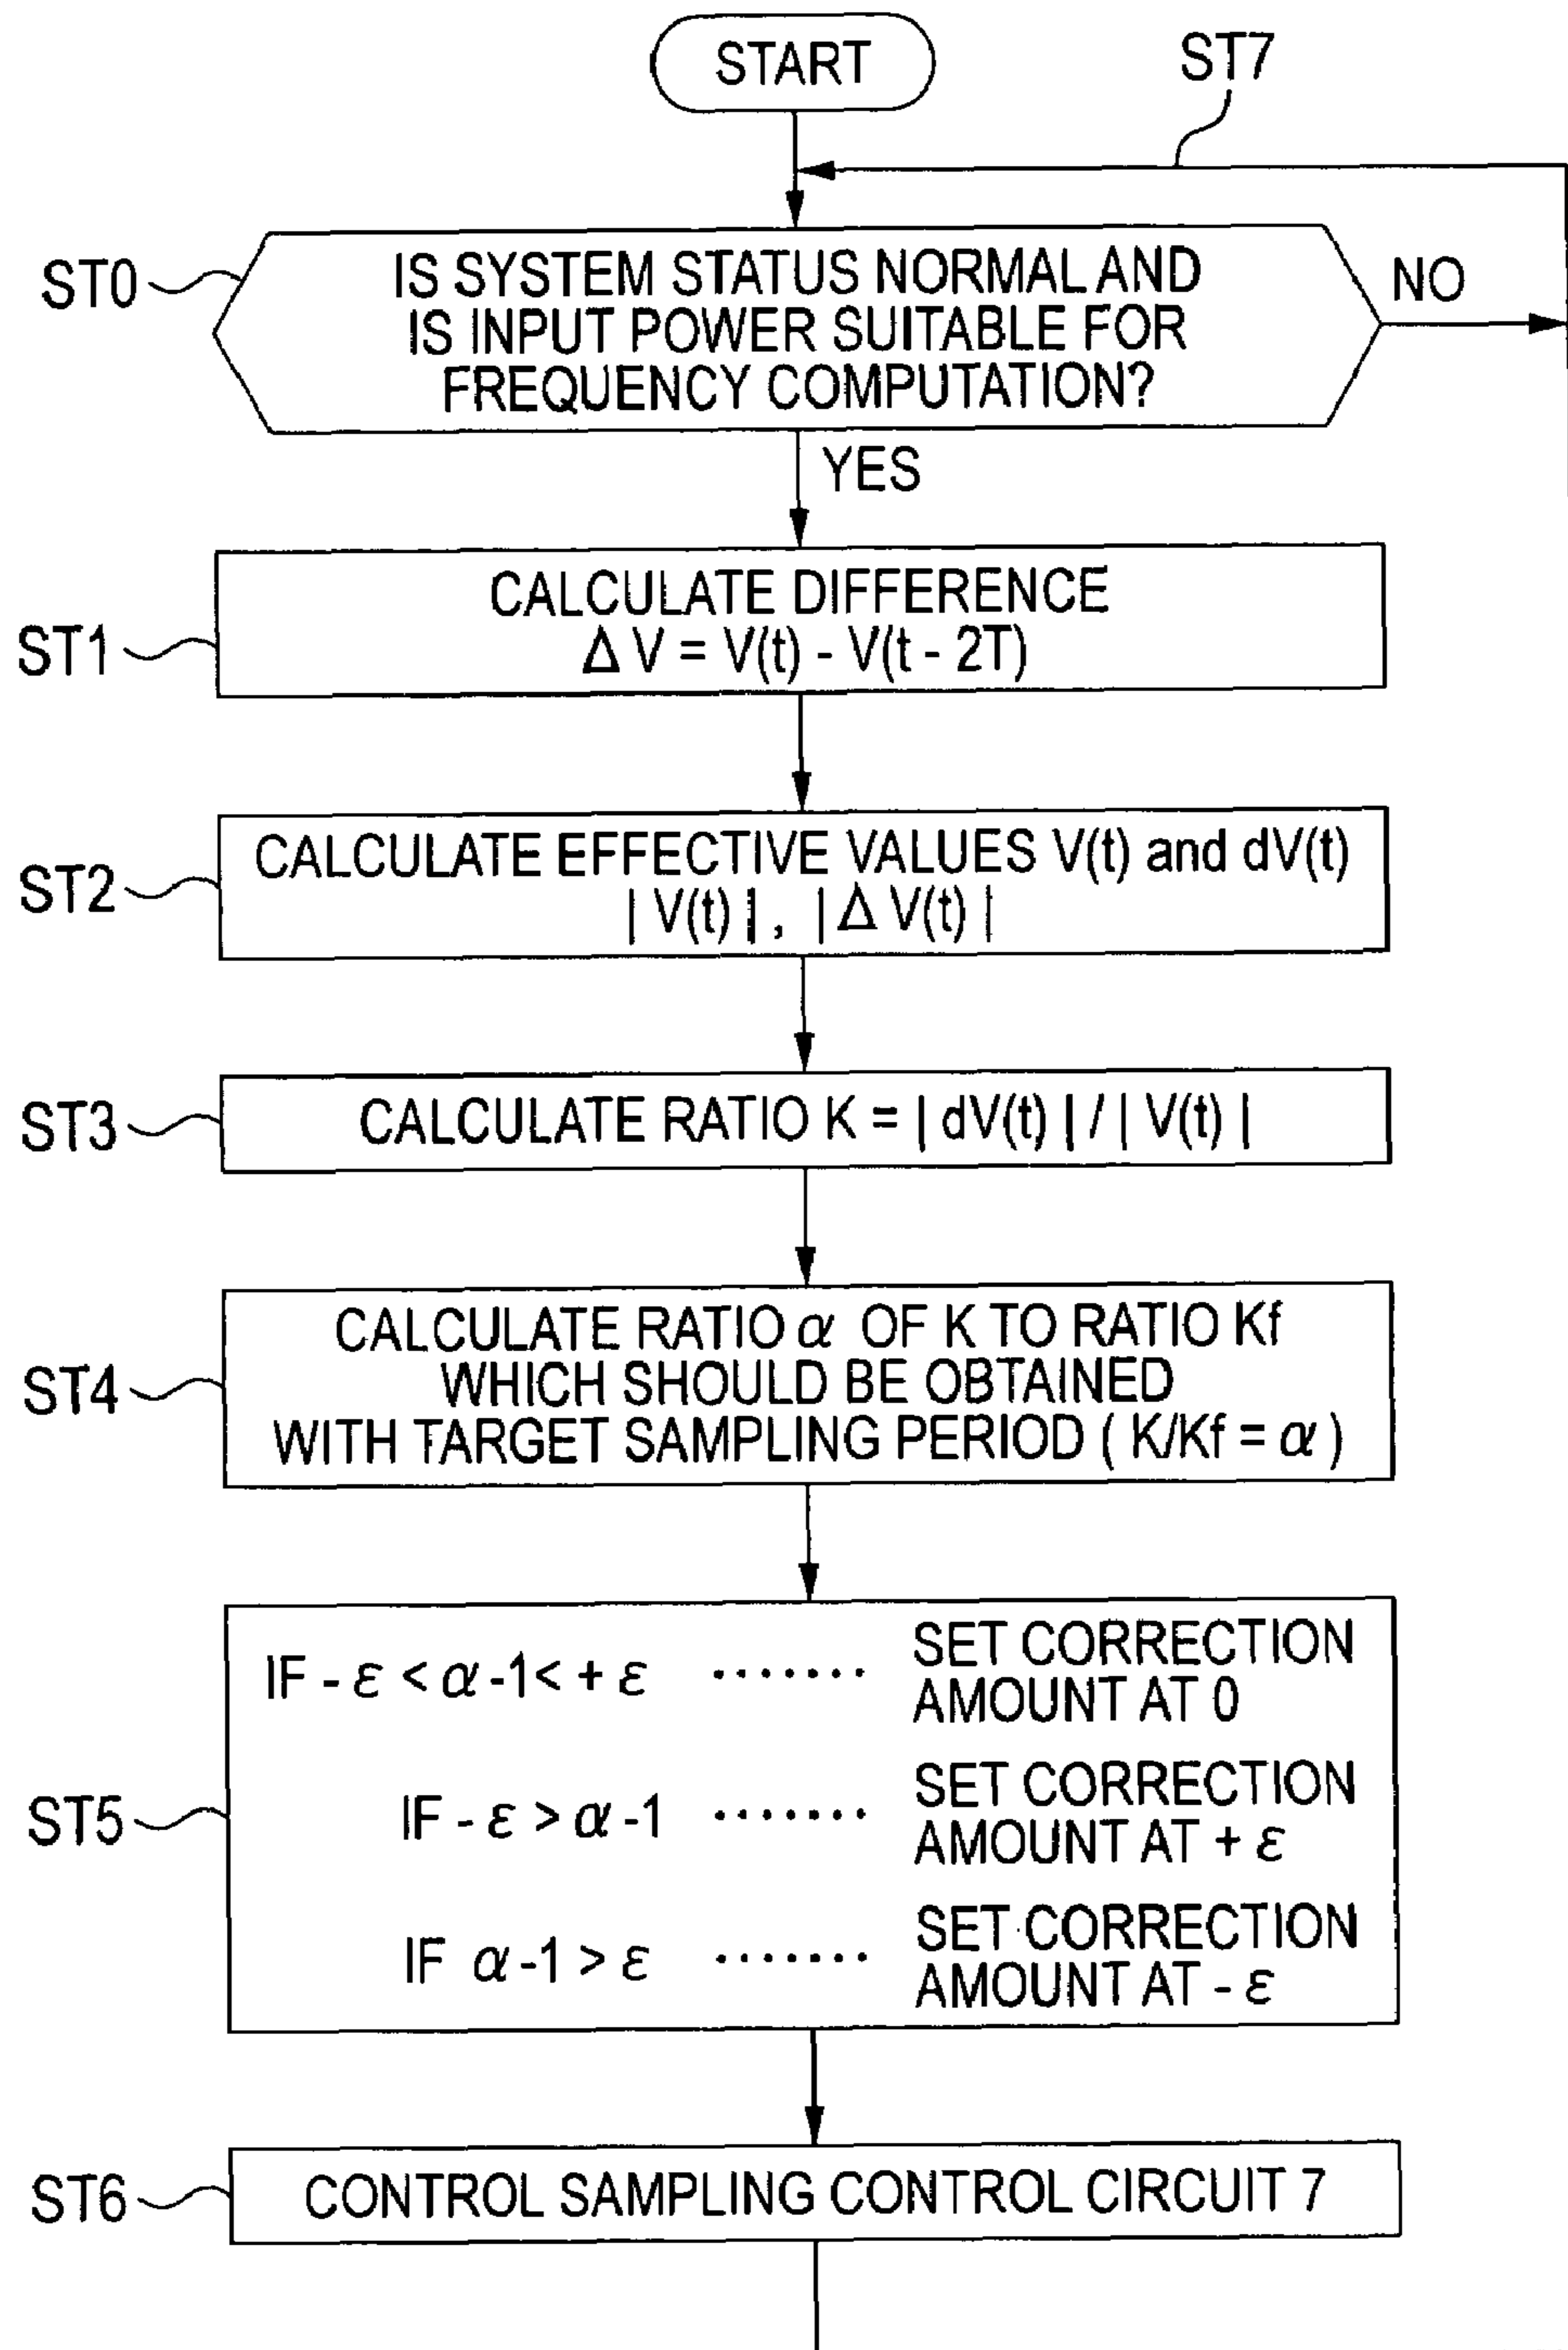 START
ST7
ST0
IS SYSTEM STATUS NORMAL AND
IS INPUT POWER SUITABLE FOR
FREQUENCY COMPUTATION?
NO
YES
ST1
CALCULATE DIFFERENCE
Δ V = V(t) - V(t - 2T)
ST2
CALCULATE EFFECTIVE VALUES V(t) and dV(t)
| V(t) | , | Δ V(t) |
ST3
CALCULATE RATIO K = | dV(t) | / | V(t) |
ST4
CALCULATE RATIO α OF K TO RATIO Kf
WHICH SHOULD BE OBTAINED
WITH TARGET SAMPLING PERIOD ( K/Kf = α )
ST5
IF - ε < α -1< + ε ······· SET CORRECTION
AMOUNT AT 0
IF - ε > α -1 ······· SET CORRECTION
AMOUNT AT + ε
IF α -1 > ε ······· SET CORRECTION
AMOUNT AT - ε
ST6
CONTROL SAMPLING CONTROL CIRCUIT 7